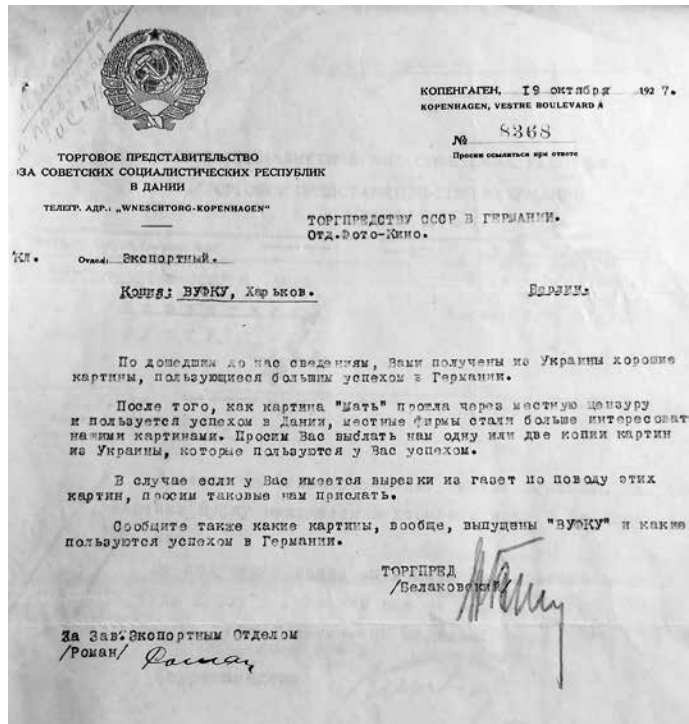 КОПЕНГАГЕН, 19 октября 1927.
KOPENHAGEN, VESTRE BOULEVARD 4
№ 8368
Просим ссылаться при ответе
ТОРГОВОЕ ПРЕДСТАВИТЕЛЬСТВО
ЗА СОВЕТСКИХ СОЦИАЛИСТИЧЕСКИХ РЕСПУБЛИК
В ДАНИИ
ТЕЛЕГР. АДР.: „WNESCHTORG-KOPENHAGEN"
ТОРГПРЕДСТВУ СССР В ГЕРМАНИИ.
Отд.Фото-Кино.
КЛ. Отдел: Экспортный.
Копия: ВУФКУ, Харьков. Берлин.
По дошедшим до нас сведениям, Вами получены из Украины хорошие
картины, пользующиеся большим успехом в Германии.
После того, как картина "Мать" прошла через местную цензуру
и пользуется успехом в Дании, местные фирмы стали больше интересоват
нашими картинами. Просим Вас выслать нам одну или две копии картин
из Украины, которые пользуются у Вас успехом.
В случае если у Вас имеется вырезки из газет по поводу этих
картин, просим таковые нам прислать.
Сообщите также какие картины, вообще, выпущены "ВУФКУ" и какие
пользуются успехом в Германии.
ТОРГПРЕД
/Белаковский/
За Зав.Экспортным Отделом
/Роман/ Роман